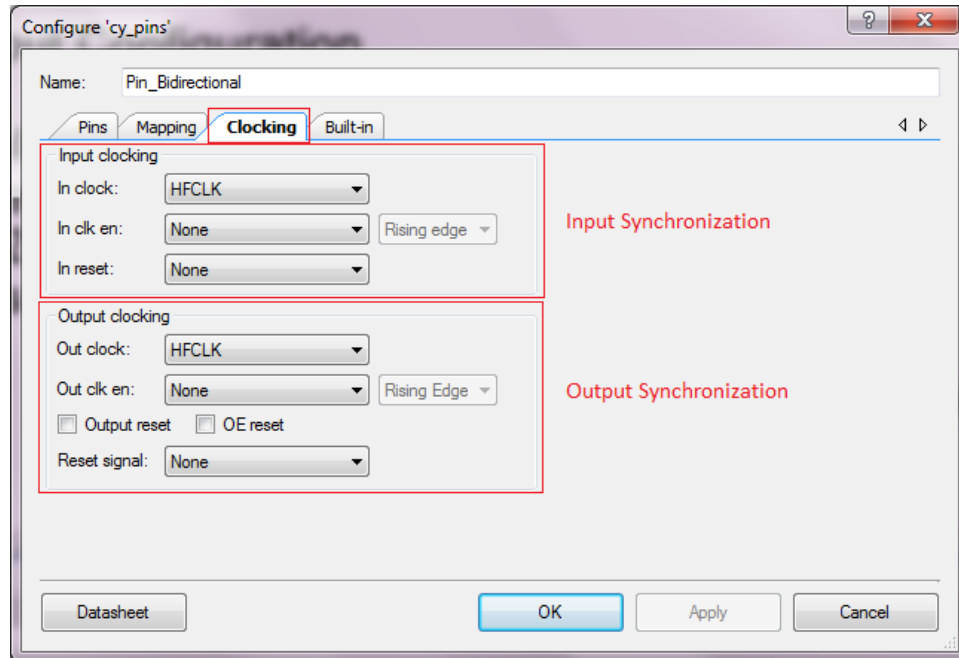 Configure 'cy_pins'
Name: Pin_Bidirectional
Pins Mapping Clocking Built-in
Input clocking
In clock: HFCLK
In clk en: None Rising edge
Input Synchronization
In reset: None
Output clocking
Out clock: HFCLK
Out clk en: None Rising Edge
Output Synchronization
Output reset OE reset
Reset signal: None
Datasheet OK Apply Cancel